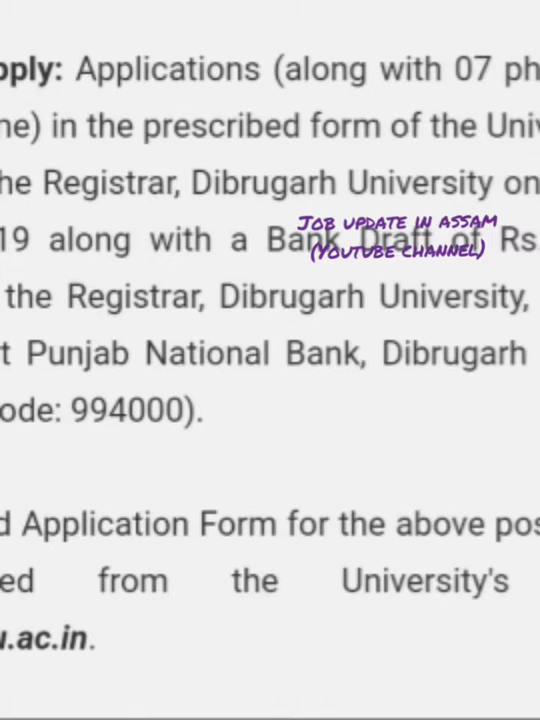 pply: Applications (along with 07 ph
ne) in the prescribed form of the Univ
he Registrar, Dibrugarh University on
JOB UPDATE IN ASSAM
19 along with a Bank Draft of Rs.
(YOUTUBE CHANNEL)
the Registrar, Dibrugarh University,
t Punjab National Bank, Dibrugarh
ode: 994000).
d Application Form for the above pos
ed from the University's
u.ac.in.